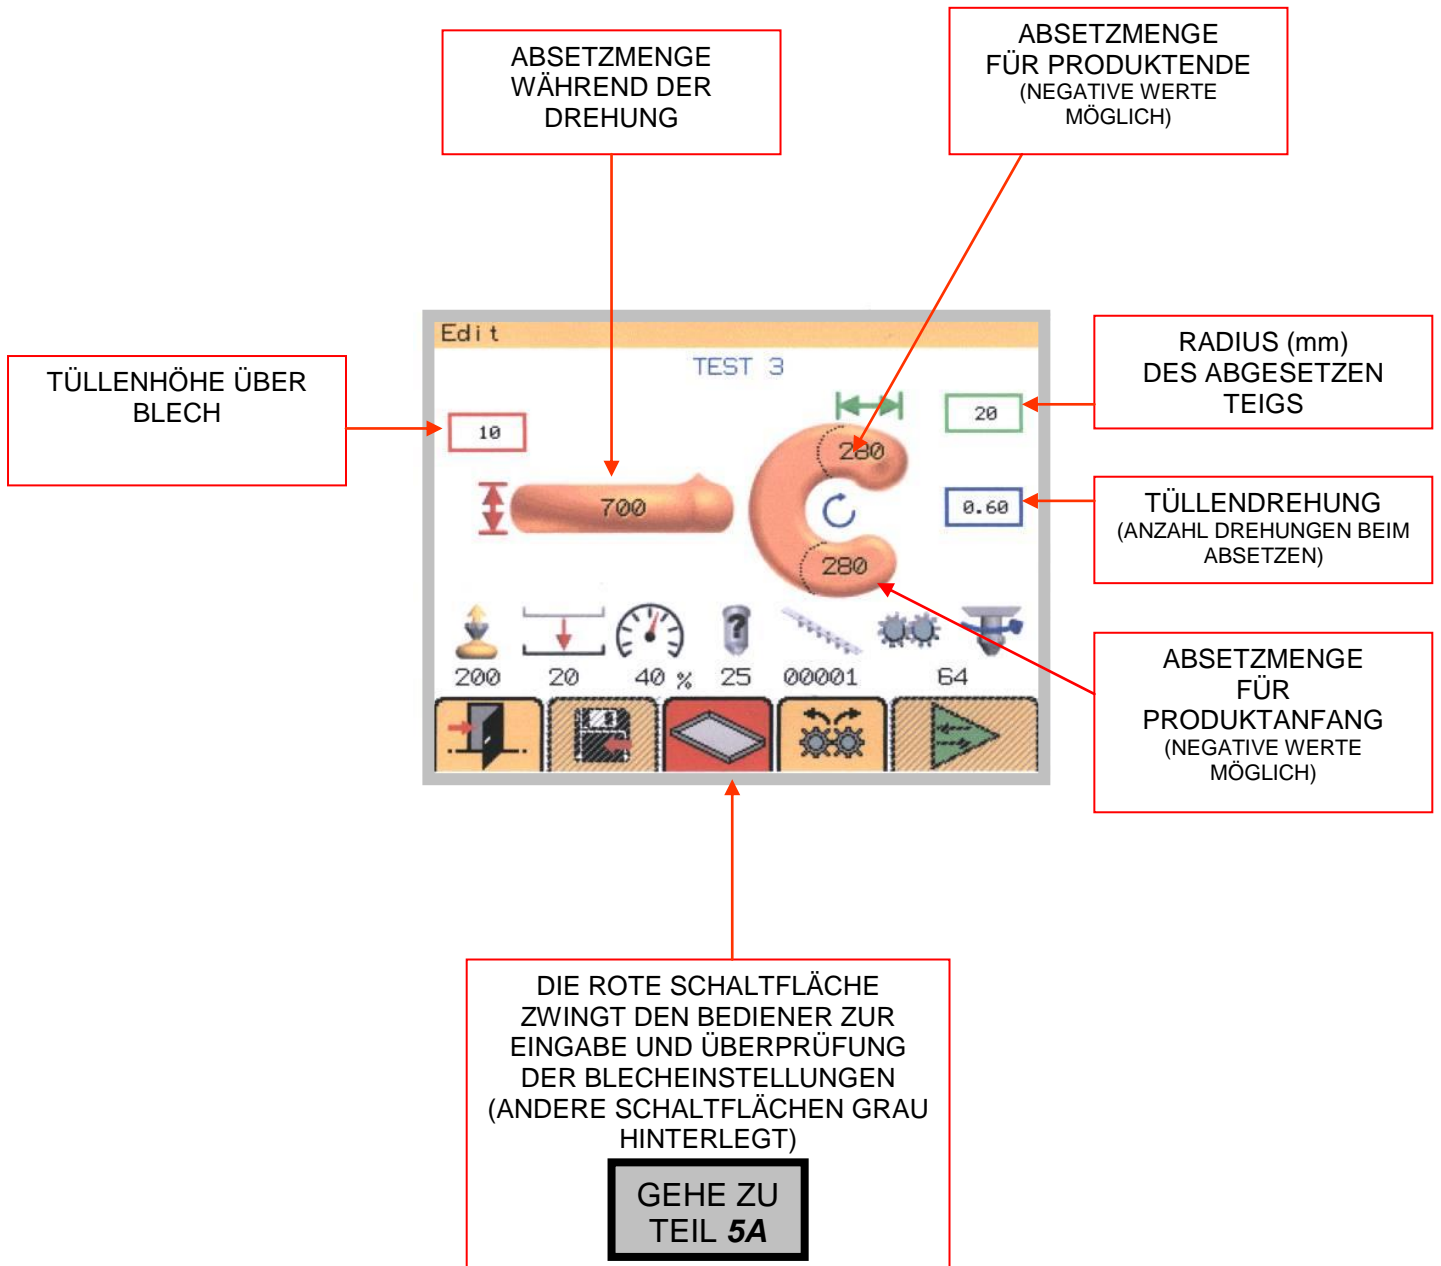 ABSETZMENGE
WÄHREND DER
DREHUNG
ABSETZMENGE
FÜR PRODUKTENDE
(NEGATIVE WERTE
MÖGLICH)
TÜLLENHÖHE ÜBER
BLECH
Edit
TEST 3
10
20
280
700
0.60
280
200
20
40 %
25
00001
64
?
RADIUS (mm)
DES ABGESETZEN
TEIGS
TÜLLENDREHUNG
(ANZAHL DREHUNGEN BEIM
ABSETZEN)
ABSETZMENGE
FÜR
PRODUKTANFANG
(NEGATIVE WERTE
MÖGLICH)
DIE ROTE SCHALTFLÄCHE
ZWINGT DEN BEDIENER ZUR
EINGABE UND ÜBERPRÜFUNG
DER BLECHEINSTELLUNGEN
(ANDERE SCHALTFLÄCHEN GRAU
HINTERLEGT)
GEHE ZU
TEIL 5A